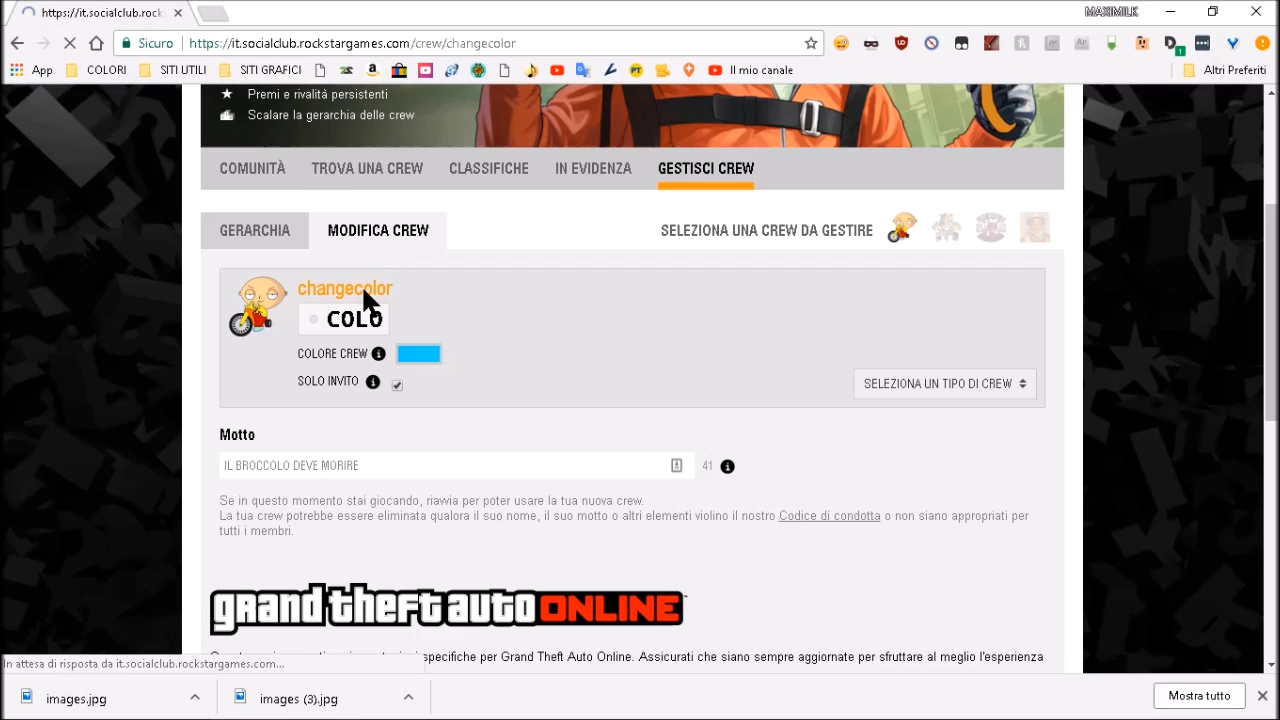 https://it.socialclub.rock
MAXIMILK
Sicuro
https://it.socialclub.rockstargames.com/crew/changecolor
App
COLORI
SITI UTILI
SITI GRAFICI
Il mio canale
Altri Preferiti
Premi e rivalità persistenti
Scalare la gerarchia delle crew
COMUNITÀ
TROVA UNA CREW
CLASSIFICHE
IN EVIDENZA
GESTISCI CREW
GERARCHIA
MODIFICA CREW
SELEZIONA UNA CREW DA GESTIRE
changecolor
COLO
COLORE CREW
SOLO INVITO
SELEZIONA UN TIPO DI CREW
Motto
IL BROCCOLO DEVE MORIRE
41
Se in questo momento stai giocando, riavvia per poter usare la tua nuova crew.
La tua crew potrebbe essere eliminata qualora il suo nome, il suo motto o altri elementi violino il nostro Codice di condotta o non siano appropriati per
tutti i membri.
grand theft auto ONLINE
specifiche per Grand Theft Auto Online. Assicurati che siano sempre aggiornate per sfruttare al meglio l'esperienza
In attesa di risposta da it.socialclub.rockstargames.com...
images.jpg
images (3).jpg
Mostra tutto